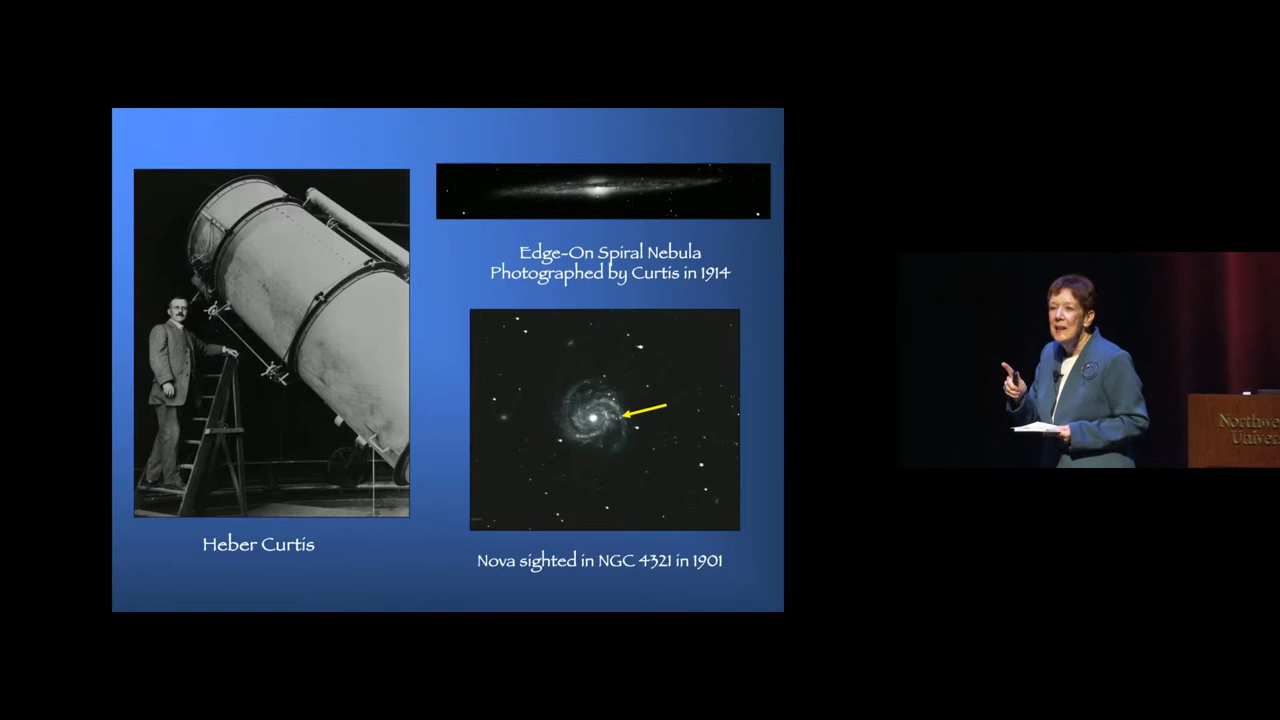 Edge-On Spiral Nebula
Photographed by Curtis in 1914
Heber Curtis
Nova sighted in NGC 4321 in 1901